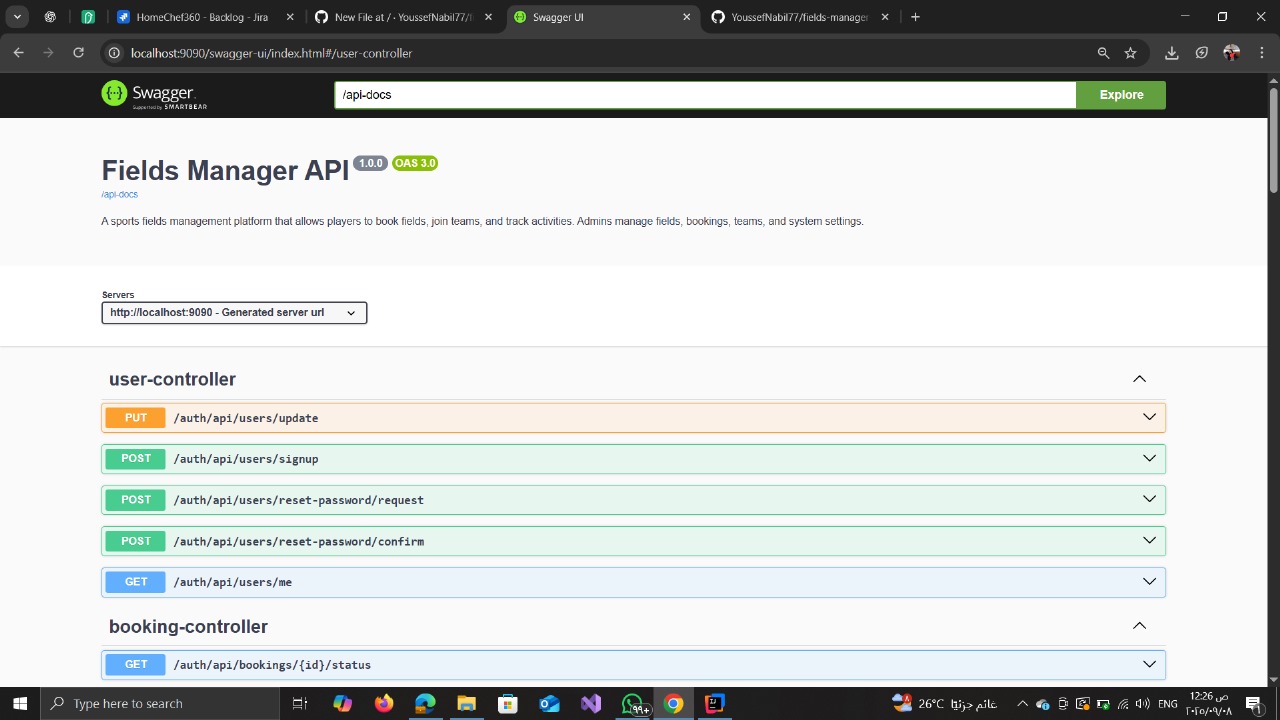 HomeChef360 - Backlog - Jira
New File at / · YoussefNabil77/fi
Swagger UI
YoussefNabil77/fields-manager
localhost:9090/swagger-ui/index.html#/user-controller
Swagger
Supported by SMARTBEAR
/api-docs
Explore
Fields Manager API 1.0.0 OAS 3.0
/api-docs
A sports fields management platform that allows players to book fields, join teams, and track activities. Admins manage fields, bookings, teams, and system settings.
Servers
http://localhost:9090 - Generated server url
user-controller
PUT /auth/api/users/update
POST /auth/api/users/signup
POST /auth/api/users/reset-password/request
POST /auth/api/users/reset-password/confirm
GET /auth/api/users/me
booking-controller
GET /auth/api/bookings/{id}/status
Type here to search
٩٩+
26°C غائم جزئيًا
ENG
12:26 ص
٢٠٢٥/٠٩/٠٨
1